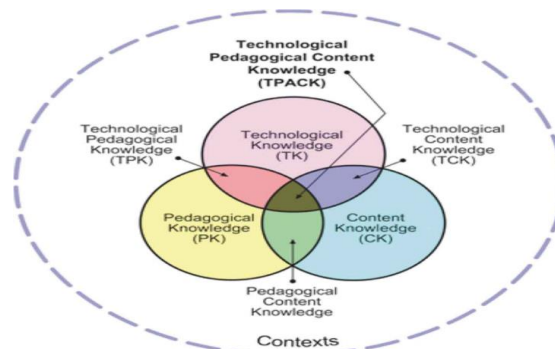 Technological
Pedagogical Content
Knowledge
(TPACK)
Technological
Pedagogical
Knowledge
(TPK)
Technological
Knowledge
(TK)
Technological
Content
Knowledge
(TCK)
Pedagogical
Knowledge
(PK)
Content
Knowledge
(CK)
Pedagogical
Content
Knowledge
Contexts